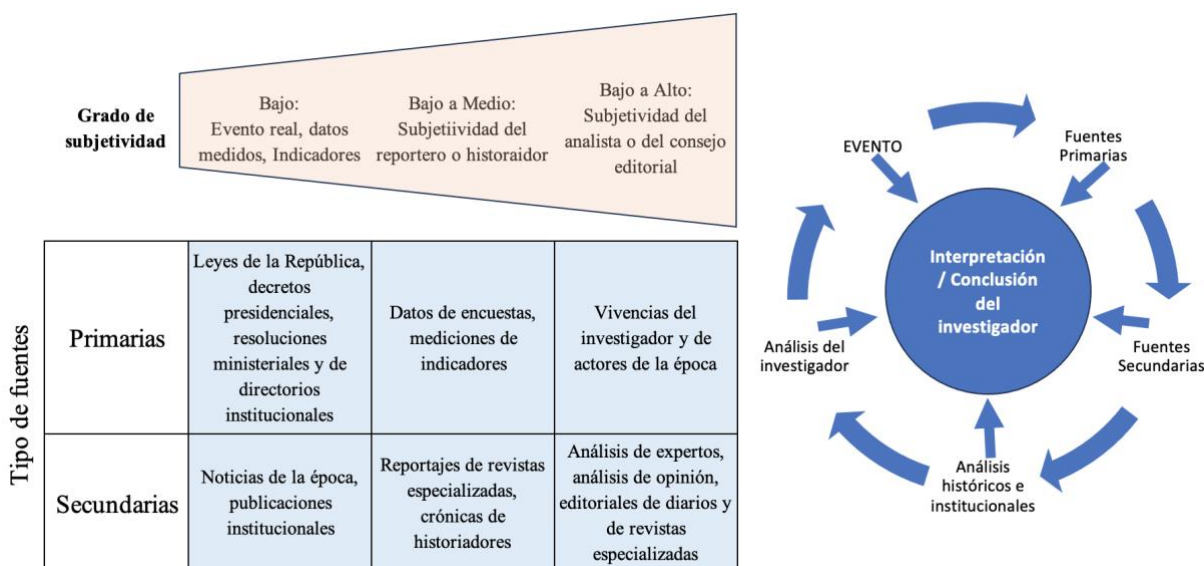 Grado de
subjetividad
Bajo:
Evento real, datos
medidos, Indicadores
Bajo a Medio:
Subjetiividad del
reportero o historaidor
Bajo a Alto:
Subjetividad del
analista o del consejo
editorial
Tipo de fuentes
Primarias
Leyes de la República,
decretos
presidenciales,
resoluciones
ministeriales y de
directorios
institucionales
Datos de encuestas,
mediciones de
indicadores
Vivencias del
investigador y de
actores de la época
Secundarias
Noticias de la época,
publicaciones
institucionales
Reportajes de revistas
especializadas,
crónicas de
historiadores
Análisis de expertos,
análisis de opinión,
editoriales de diarios y
de revistas
especializadas
EVENTO
Fuentes
Primarias
Interpretación
/ Conclusión
del
investigador
Fuentes
Secundarias
Análisis
históricos e
institucionales
Análisis del
investigador